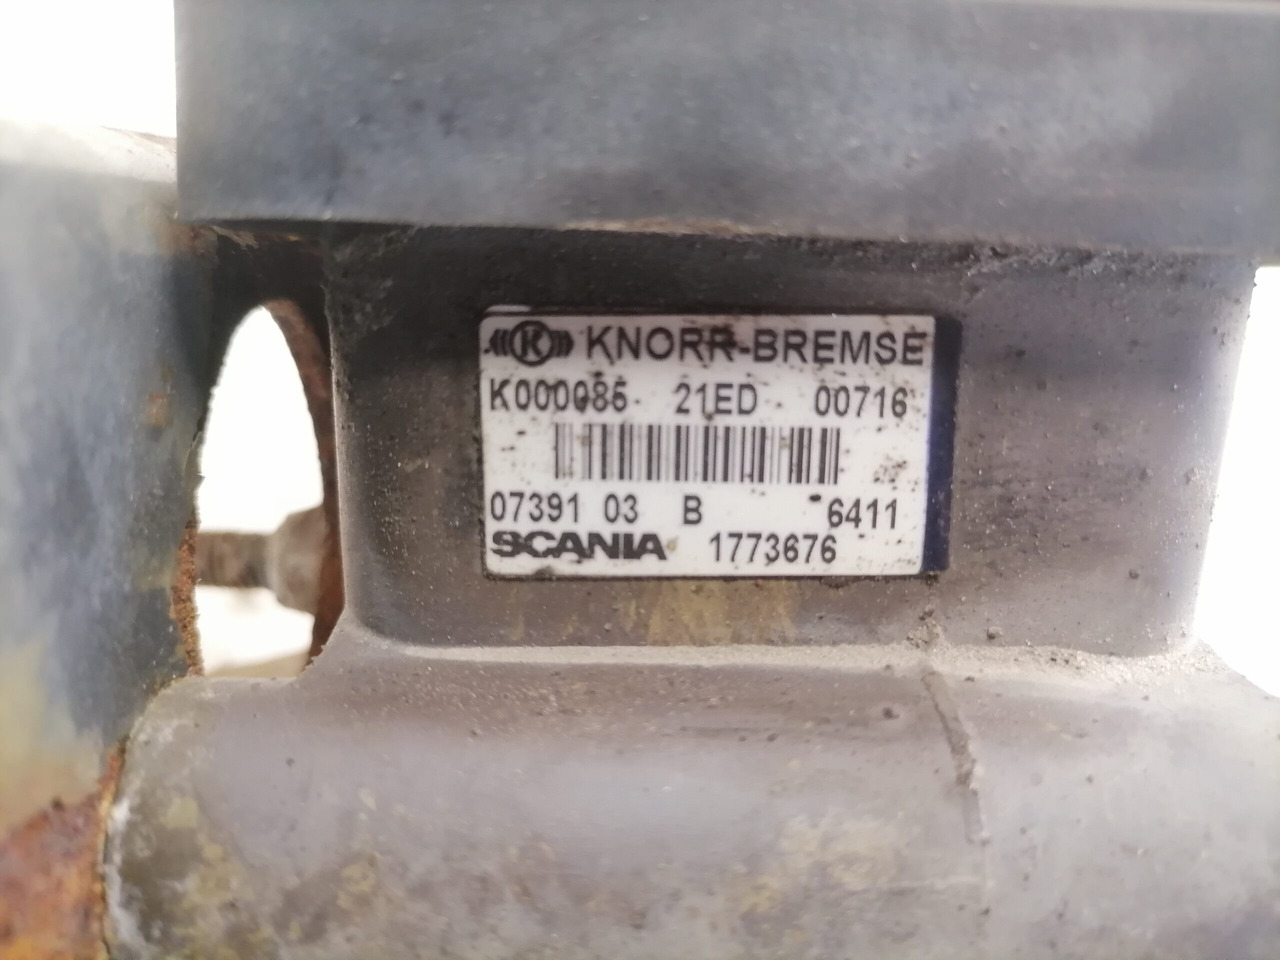 K KNORR-BREMSE
K000085 21ED 00716
07391 03 B 6411
SCANIA 1773676